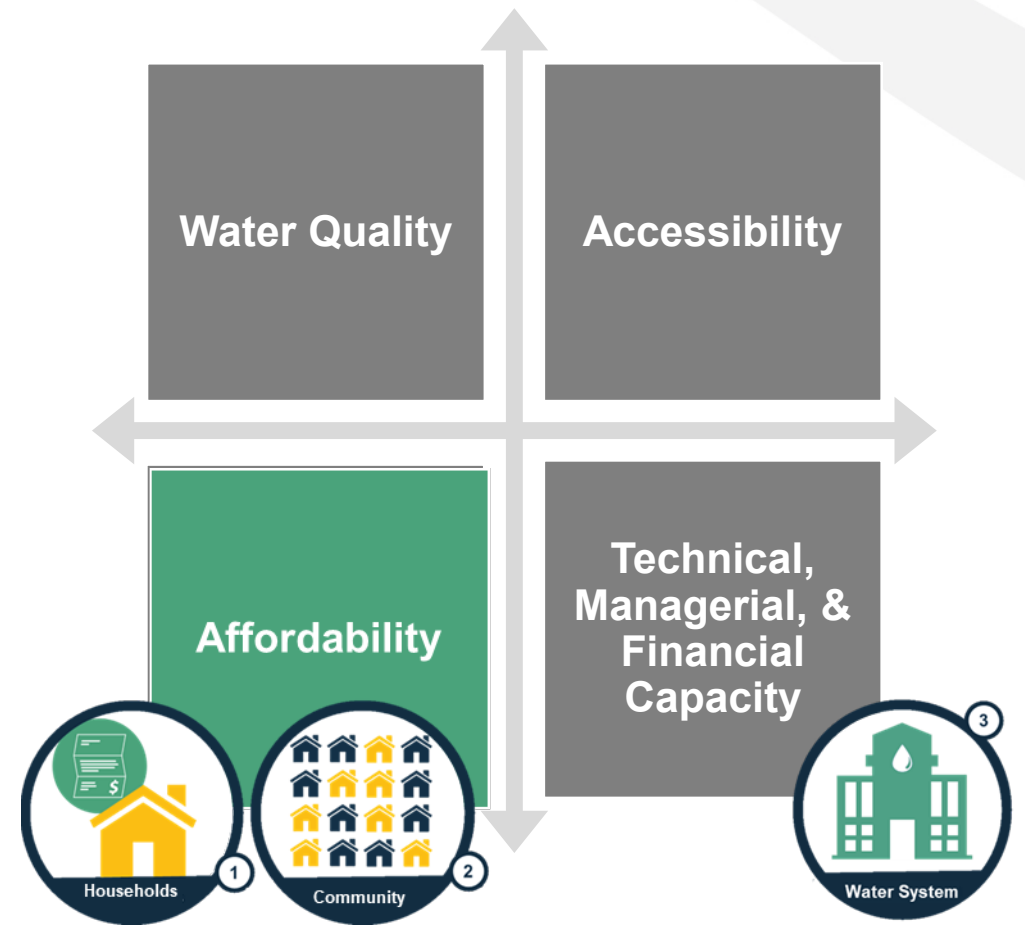 Water Quality
Accessibility
Affordability
Technical,
Managerial, &
Financial
Capacity
$
Households
1
Community
2
Water System
3